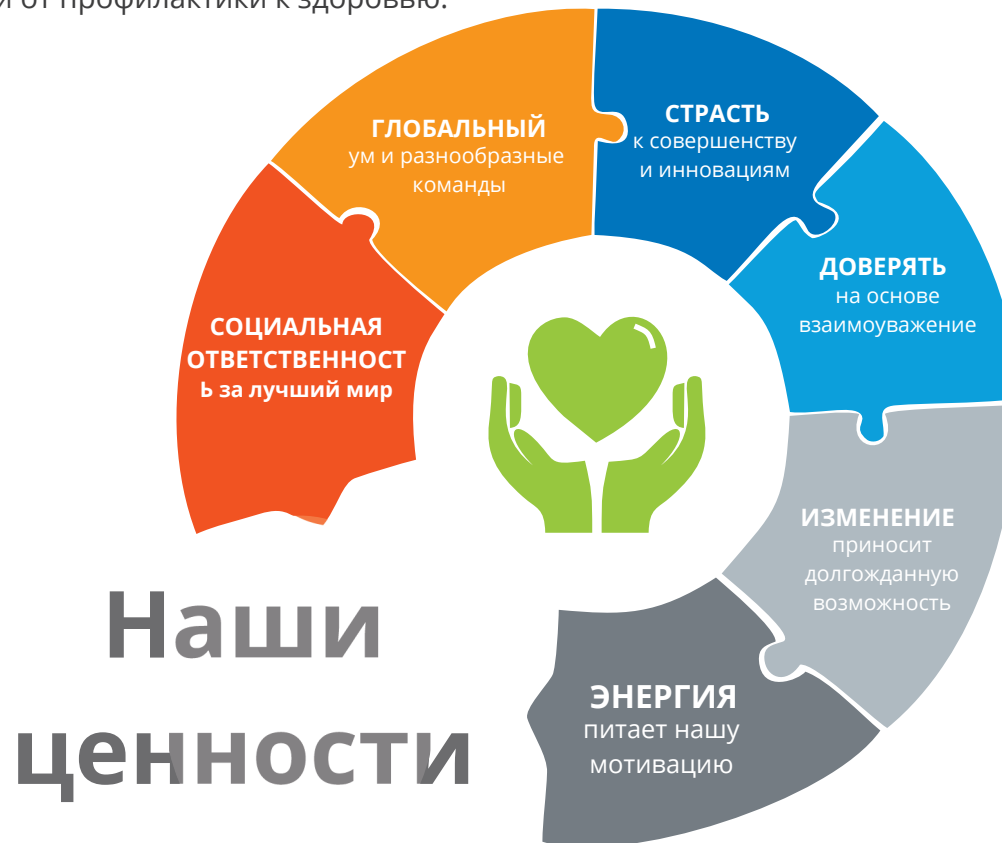 от профилактики к здоровью.
ГЛОБАЛЬНЫЙ
ум и разнообразные
команды
СТРАСТЬ
к совершенству
и инновациям
ДОВЕРЯТЬ
на основе
взаимоуважение
СОЦИАЛЬНАЯ
ОТВЕТСТВЕННОСТ
Ь за лучший мир
ИЗМЕНЕНИЕ
приносит
долгожданную
возможность
ЭНЕРГИЯ
питает нашу
мотивацию
Наши
ценности